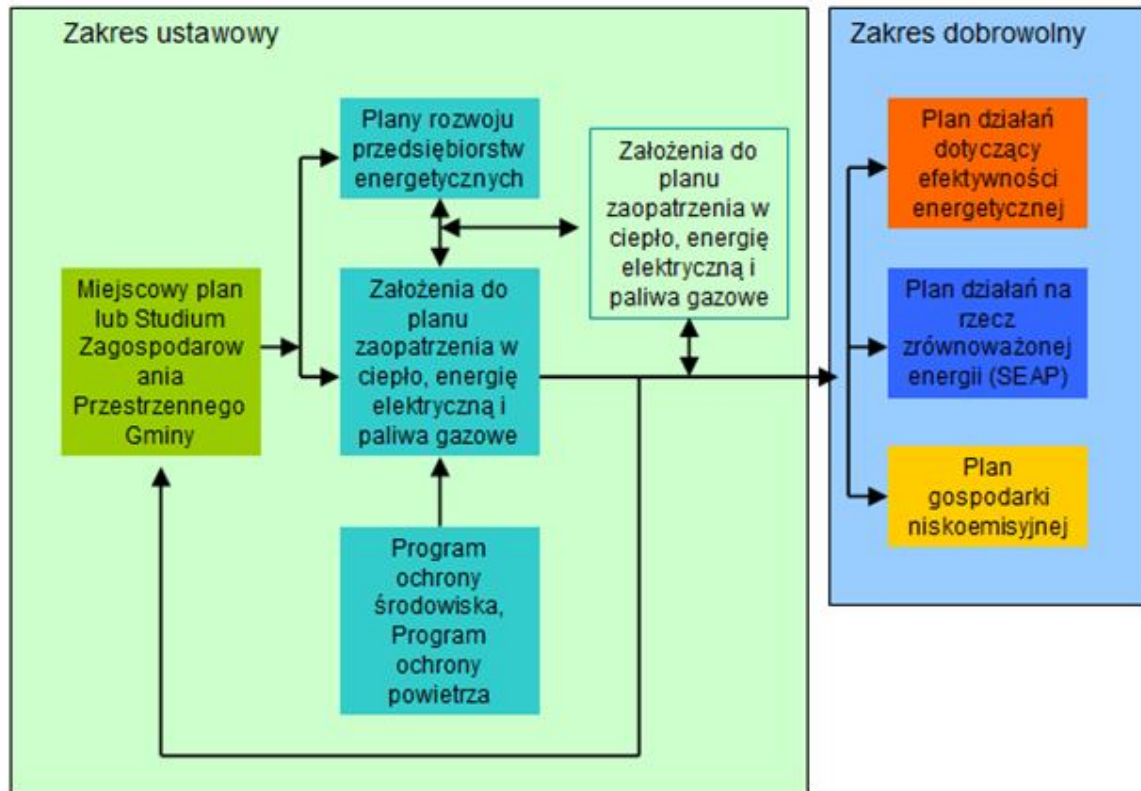 Zakres ustawowy
Plany rozwoju
przedsiębiorstw
energetycznych
Założenia do
planu
zaopatrzenia w
ciepło, energię
elektryczną i
paliwa gazowe
Miejscowy plan
lub Studium
Zagospodarow
ania
Przestrzennego
Gminy
Założenia do
planu
zaopatrzenia w
ciepło, energię
elektryczną i
paliwa gazowe
Program
ochrony
środowiska,
Program
ochrony
powietrza
Zakres dobrowolny
Plan działań
dotyczący
efektywności
energetycznej
Plan działań na
rzecz
zrównoważonej
energii (SEAP)
Plan
gospodarki
niskoemisyjnej